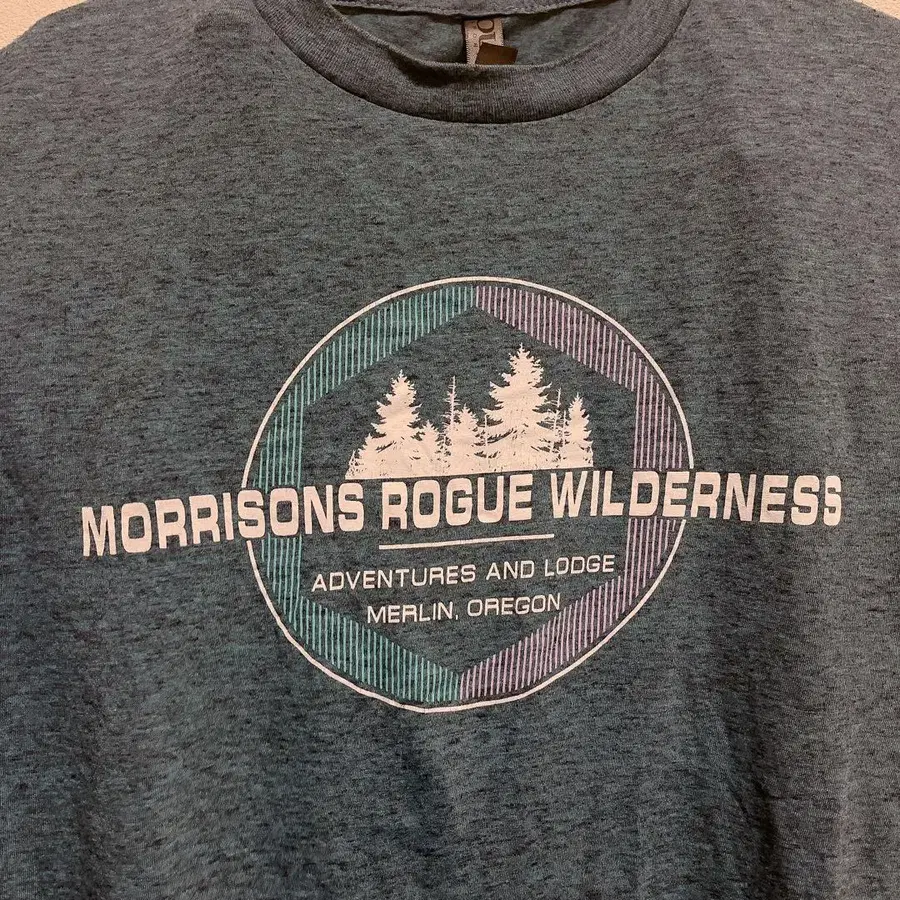 MORRISONS ROGUE WILDERNESS
ADVENTURES AND LODGE
MERLIN, OREGON